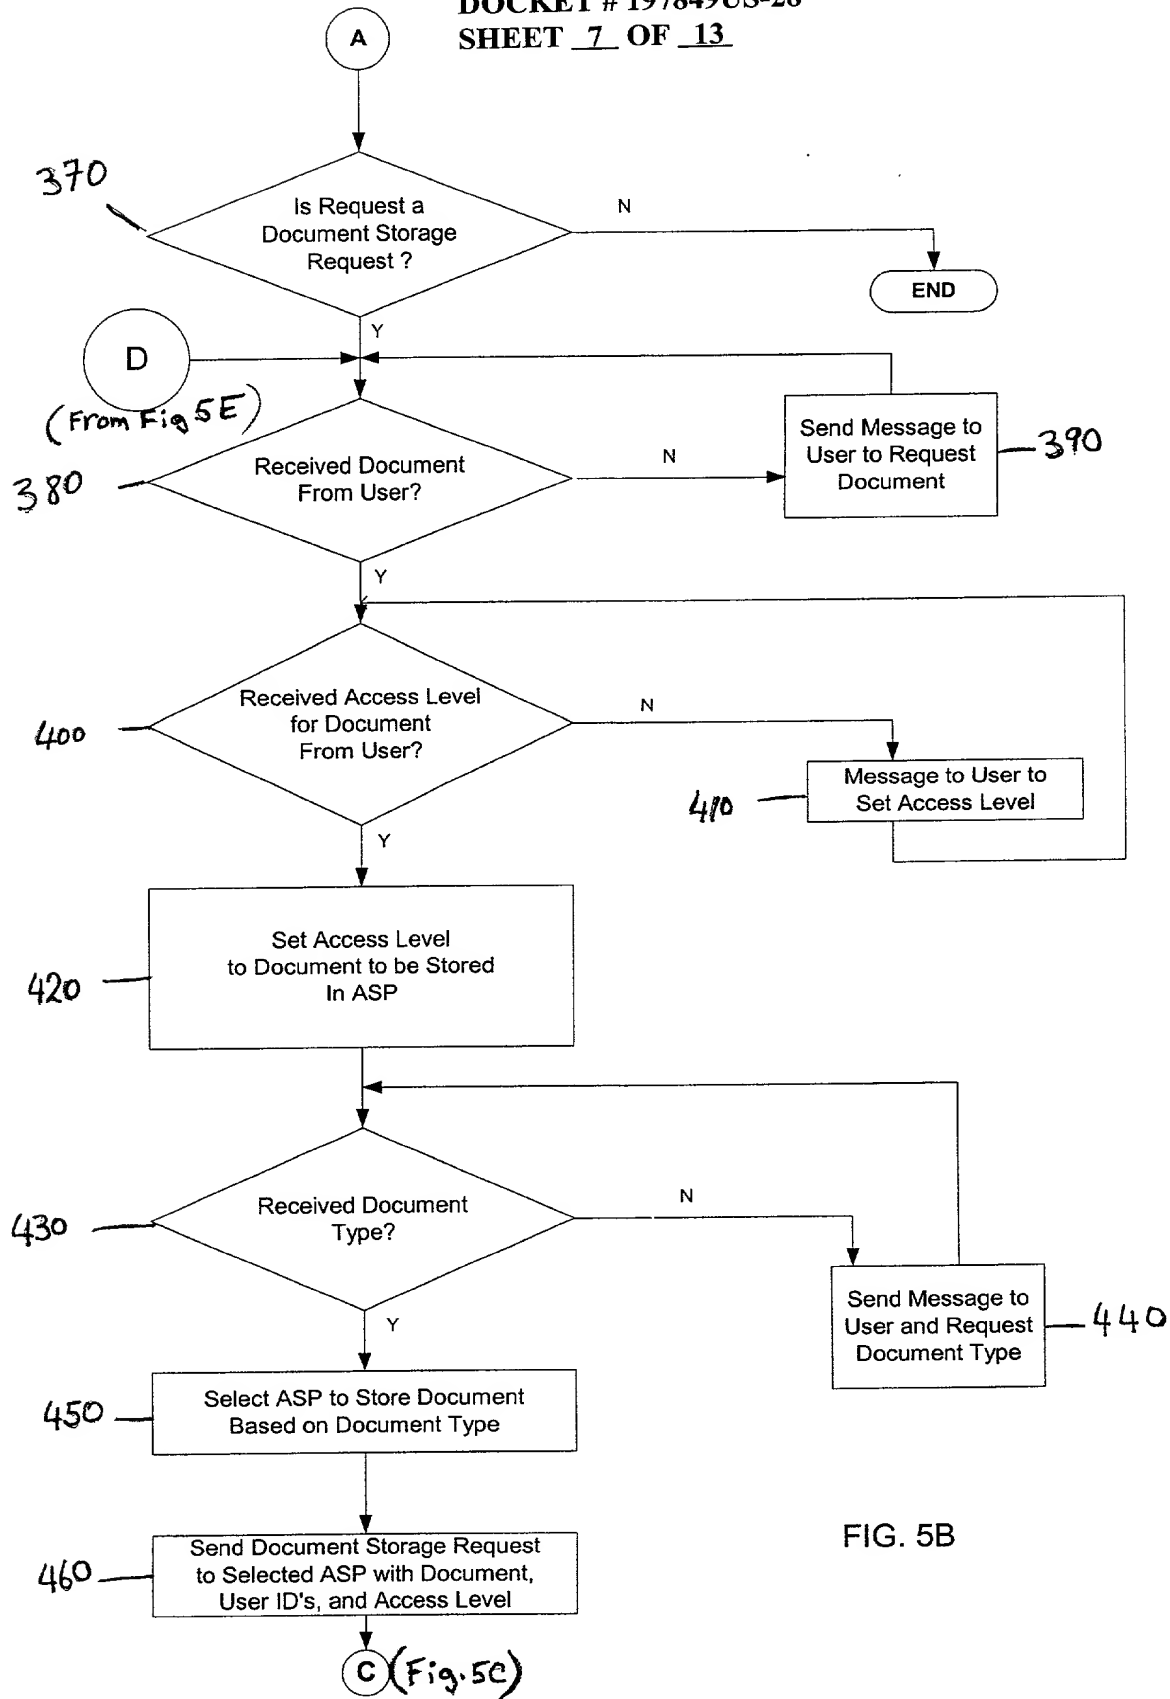 DOCKET # 197849US-28
SHEET 7 OF 13
A
370
Is Request a
Document Storage
Request ?
N
END
Y
D
(From Fig 5E)
Send Message to
User to Request
Document
390
380
Received Document
From User?
N
Y
400
Received Access Level
for Document
From User?
N
410
Message to User to
Set Access Level
Y
420
Set Access Level
to Document to be Stored
In ASP
430
Received Document
Type?
N
440
Send Message to
User and Request
Document Type
Y
450
Select ASP to Store Document
Based on Document Type
460
Send Document Storage Request
to Selected ASP with Document,
User ID's, and Access Level
FIG. 5B
C (Fig. 5C)